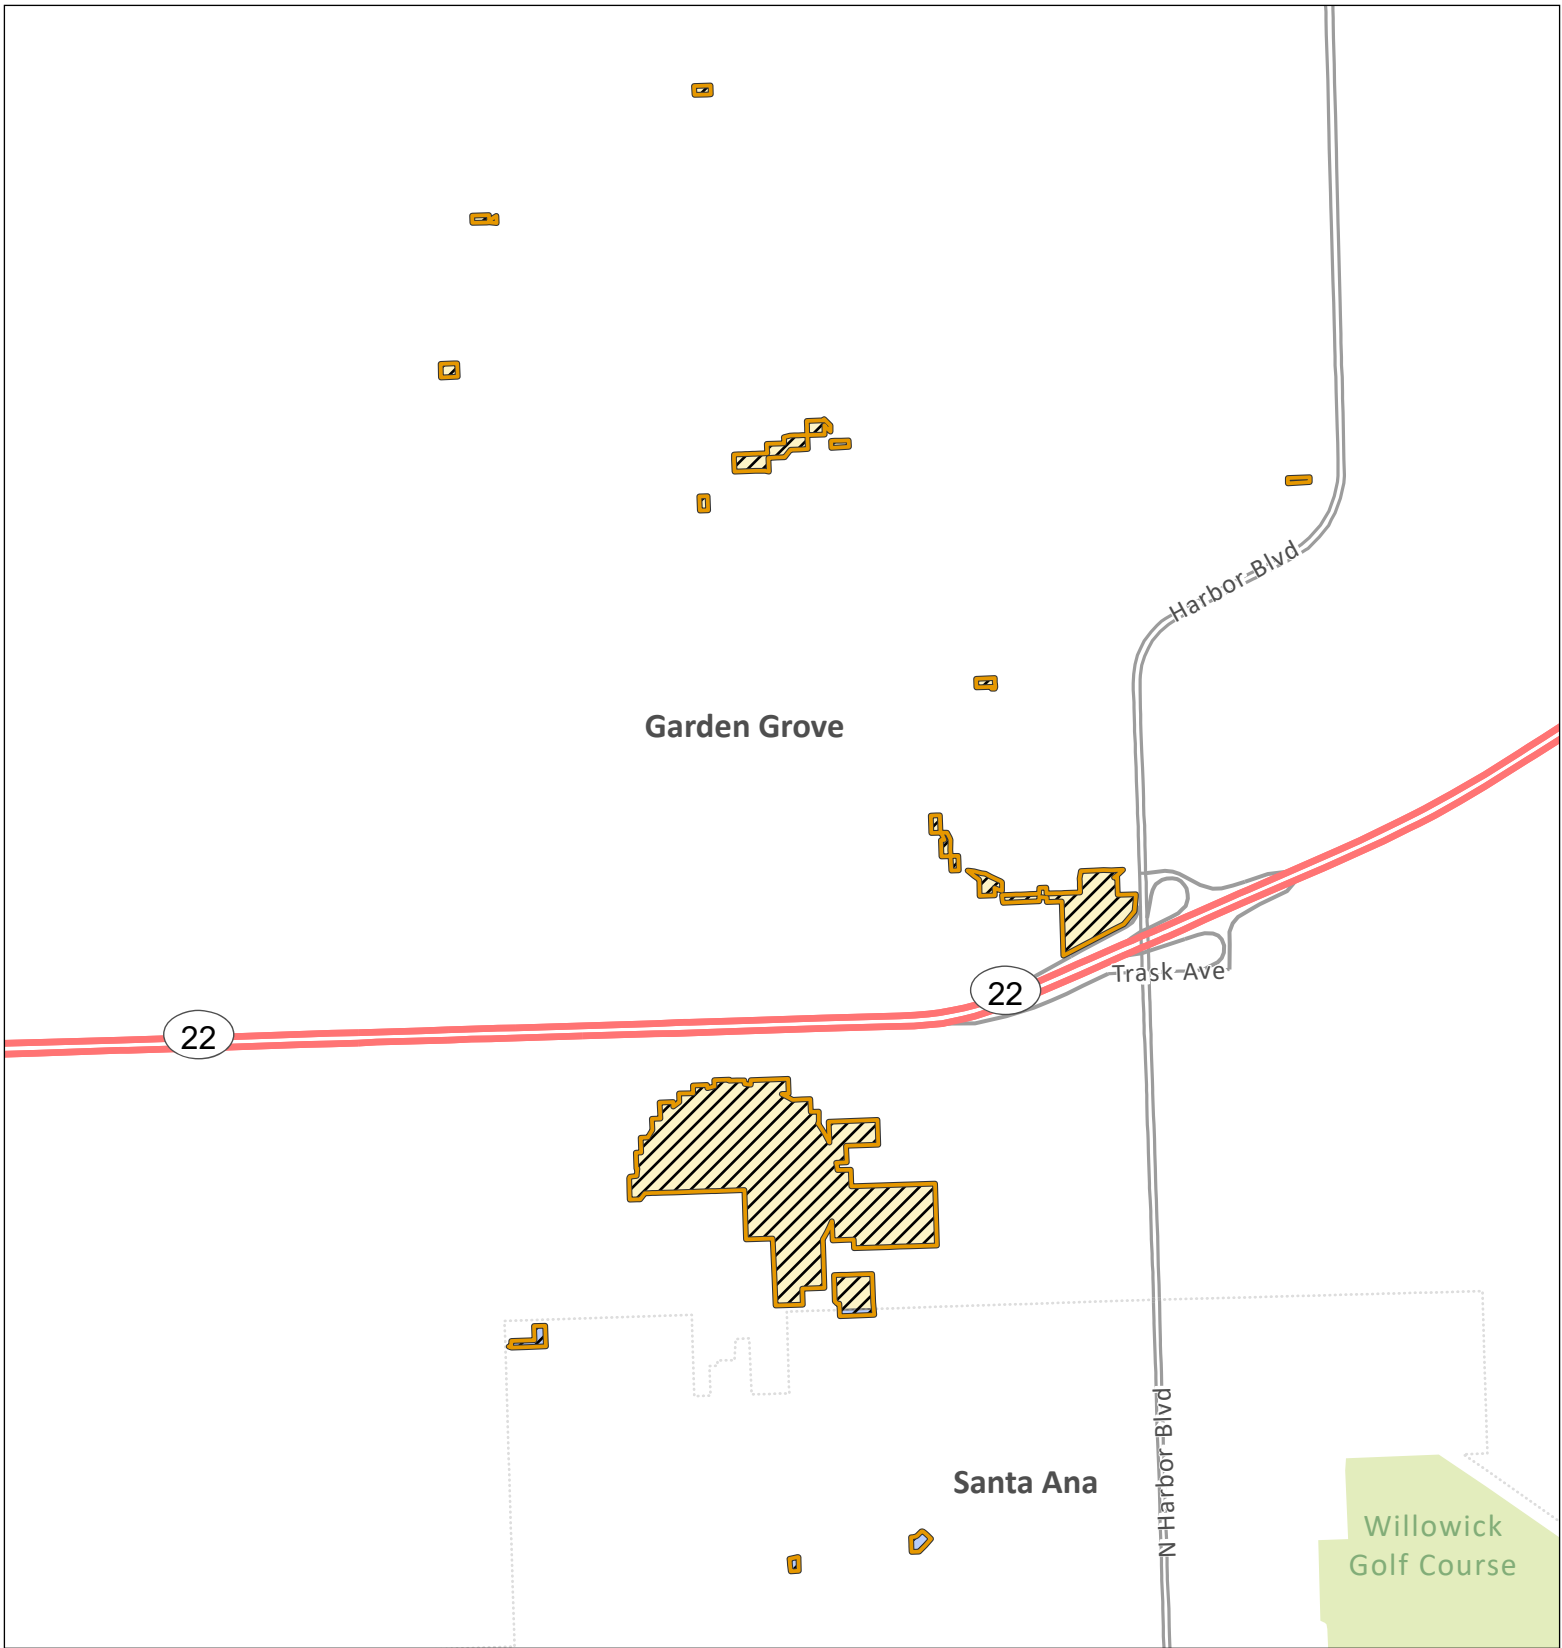 Harbor Blvd
Garden Grove
22
Trask Ave
22
N Harbor Blvd
Santa Ana
Willowick
Golf Course